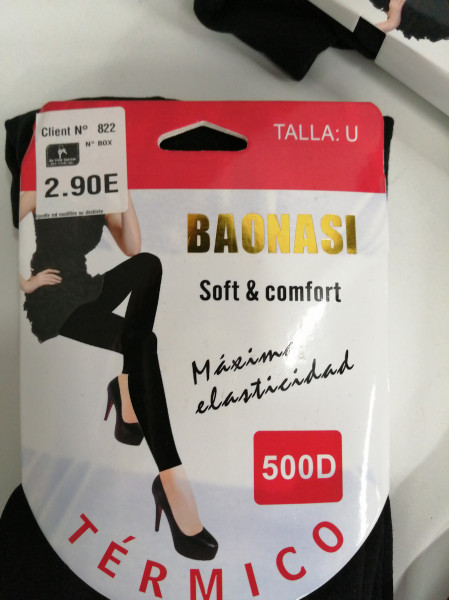 Client Nº 822
Nº BOX
2.90E
TALLA: U
BAONASI
Soft & comfort
Máxima
elasticidad
500D
TÉRMICO